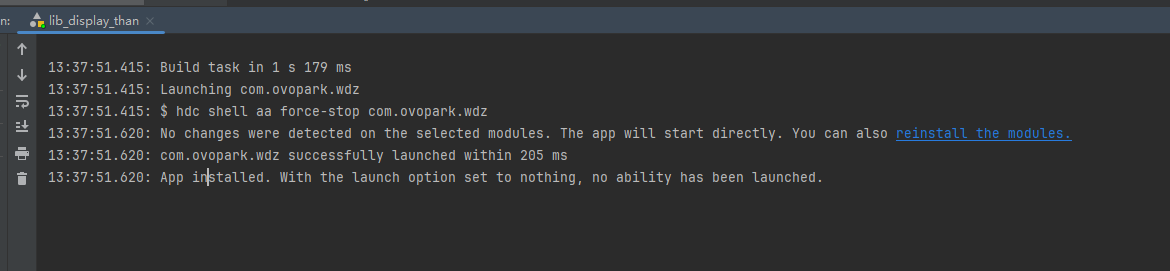 n: lib_display_than
13:37:51.415: Build task in 1 s 179 ms
13:37:51.415: Launching com.ovopark.wdz
13:37:51.415: $ hdc shell aa force-stop com.ovopark.wdz
13:37:51.620: No changes were detected on the selected modules. The app will start directly. You can also reinstall the modules.
13:37:51.620: com.ovopark.wdz successfully launched within 205 ms
13:37:51.620: App installed. With the launch option set to nothing, no ability has been launched.